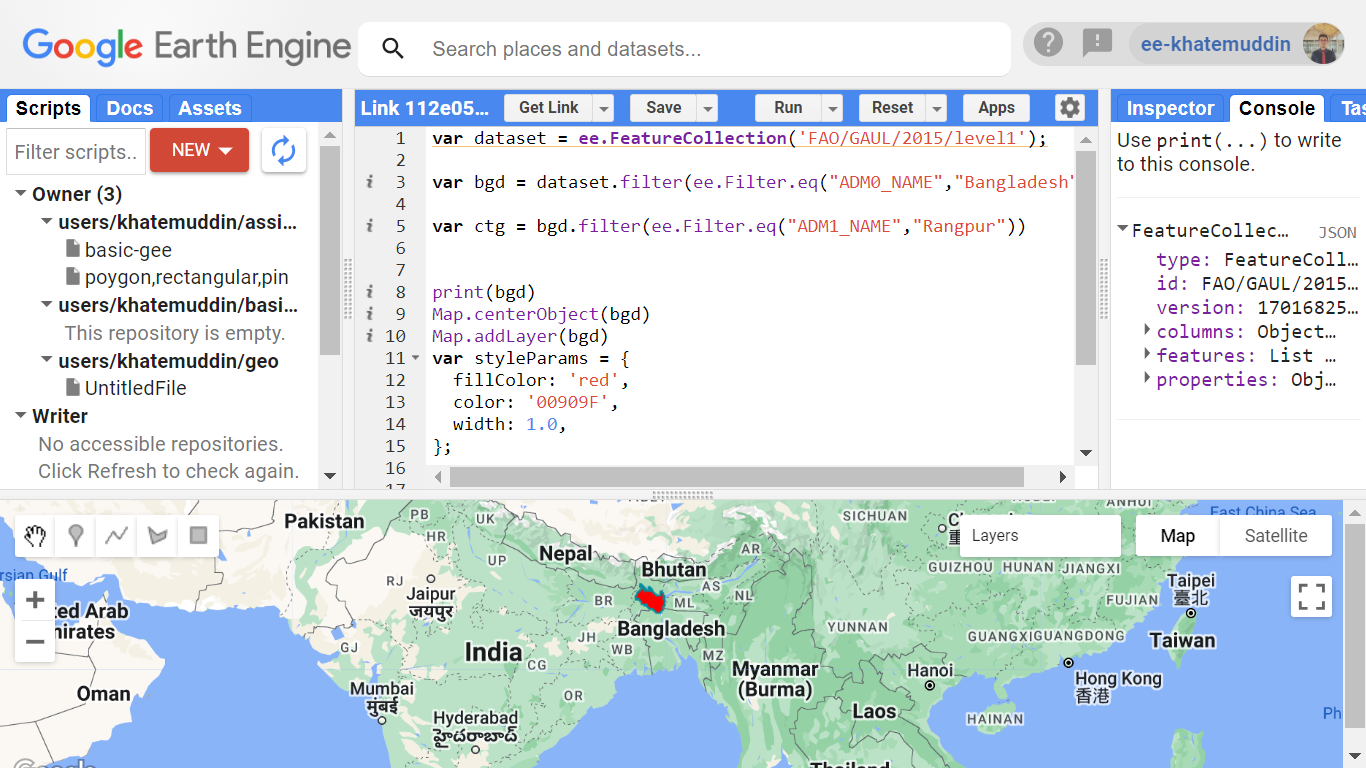 Google Earth Engine
Search places and datasets...
ee-khatemuddin
Scripts Docs Assets
Filter scripts..
NEW
Owner (3)
users/khatemuddin/assi...
basic-gee
poygon,rectangular,pin
users/khatemuddin/basi...
This repository is empty.
users/khatemuddin/geo
UntitledFile
Writer
No accessible repositories.
Click Refresh to check again.
Link 112e05... Get Link Save Run Reset Apps
1 var dataset = ee.FeatureCollection('FAO/GAUL/2015/level1');
2
i 3 var bgd = dataset.filter(ee.Filter.eq("ADM0_NAME","Bangladesh"
4
i 5 var ctg = bgd.filter(ee.Filter.eq("ADM1_NAME","Rangpur"))
6
7
i 8 print(bgd)
i 9 Map.centerObject(bgd)
i 10 Map.addLayer(bgd)
11 var styleParams = {
12 fillColor: 'red',
13 color: '00909F',
14 width: 1.0,
15 };
16
17
Inspector Console Tas
Use print(...) to write
to this console.
FeatureCollec... JSON
type: FeatureColl...
id: FAO/GAUL/2015...
version: 17016825...
columns: Object...
features: List ...
properties: Obj...
Layers
Map Satellite
Pakistan
PB
UK
HR
UP
Nepal
Bhutan
AR
AS
NL
SICHUAN
ANHUI
East China Sea
GUIZHOU HUNAN JIANGXI
Taipei
臺北
FUJIAN
Taiwan
RJ
Jaipur
जयपुर
BR
ML
Bangladesh
YUNNAN
GUANGXI GUANGDONG
ed Arab
nirates
rsian Gulf
GJ
JH
WB
MZ
India
CG
Myanmar
(Burma)
Hanoi
Hong Kong
香港
Oman
Mumbai
मुंबई
OR
Laos
HAINAN
Ph
Hyderabad
హైదరాబాద్
Thailand
Google